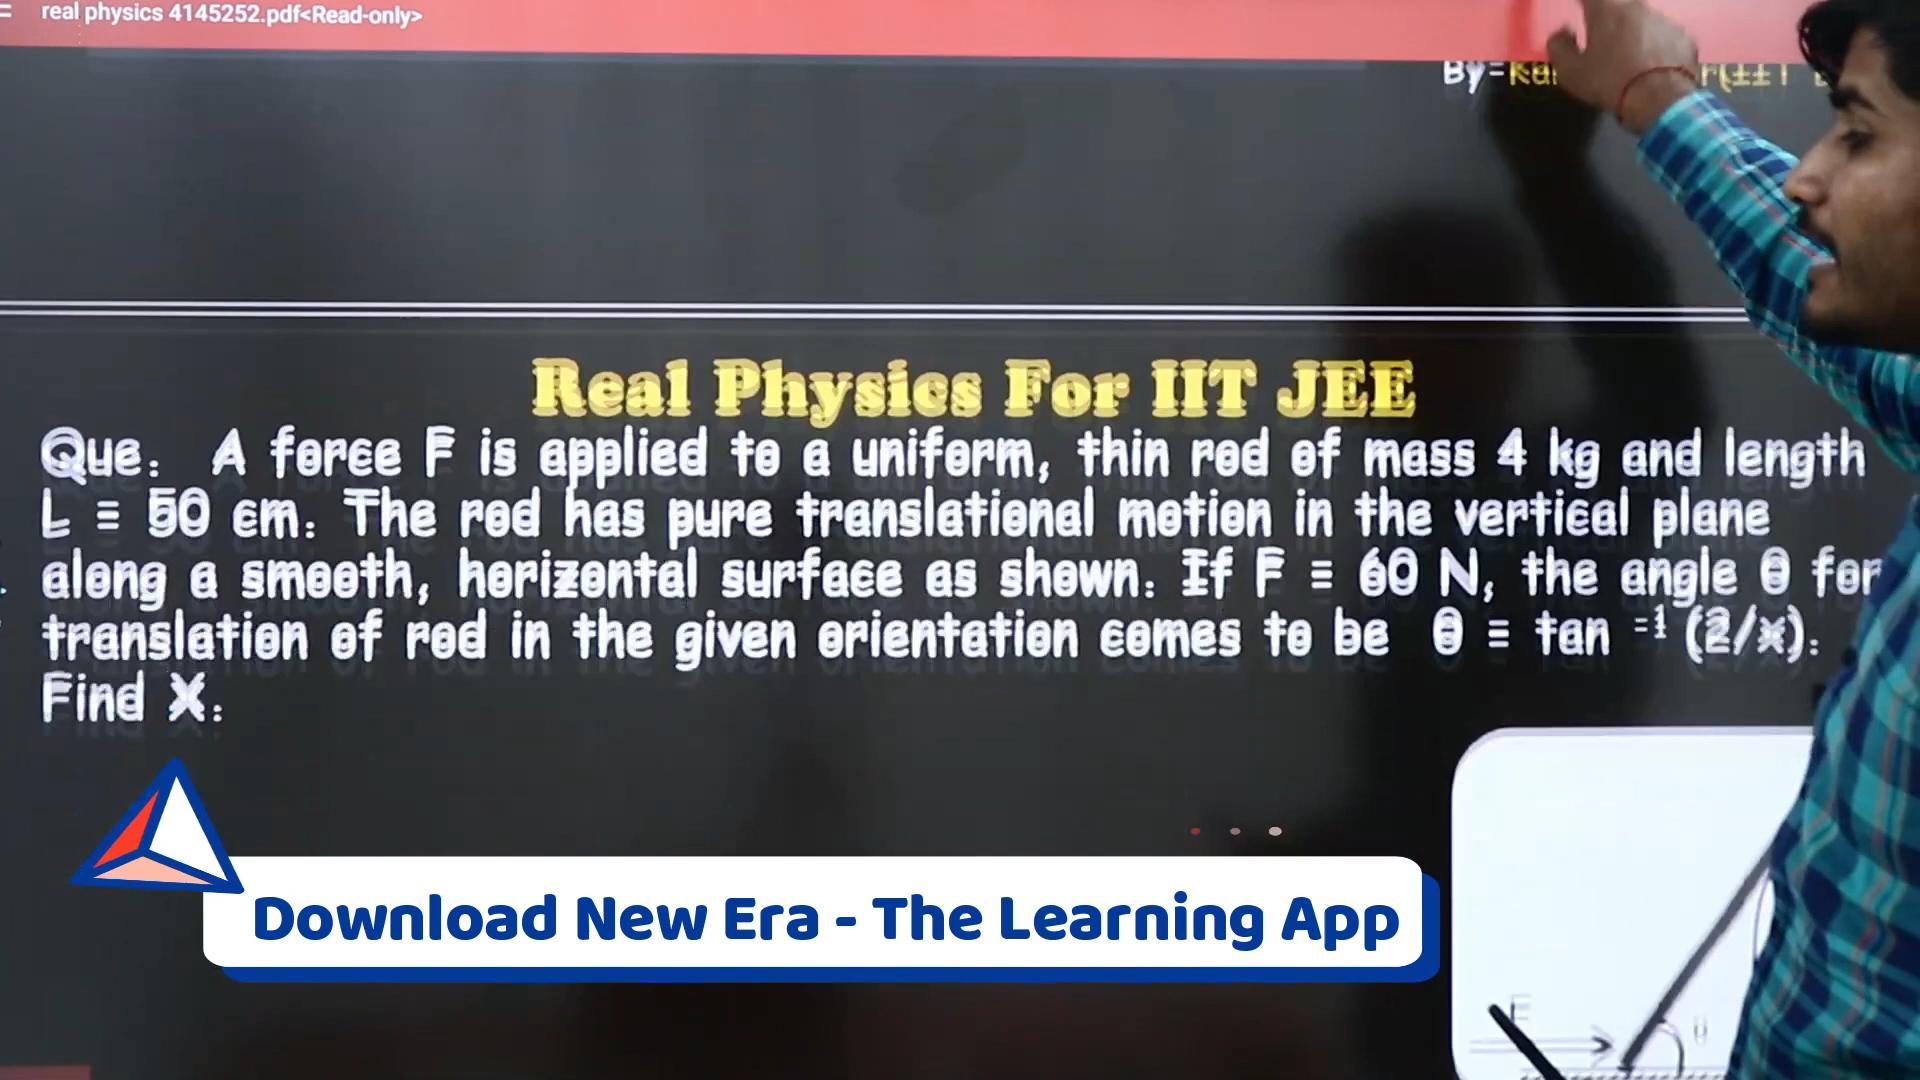 real physics 4145252.pdf<Read-only>
By=
Real Physics For IIT JEE
Que: A force F is applied to a uniform, thin rod of mass 4 kg and length
L = 50 cm. The rod has pure translational motion in the vertical plane
along a smooth, horizontal surface as shown. If F = 60 N, the angle θ for
translation of rod in the given orientation comes to be θ = tan ⁻¹ (2/x).
Find X.
Download New Era - The Learning App
F
θ